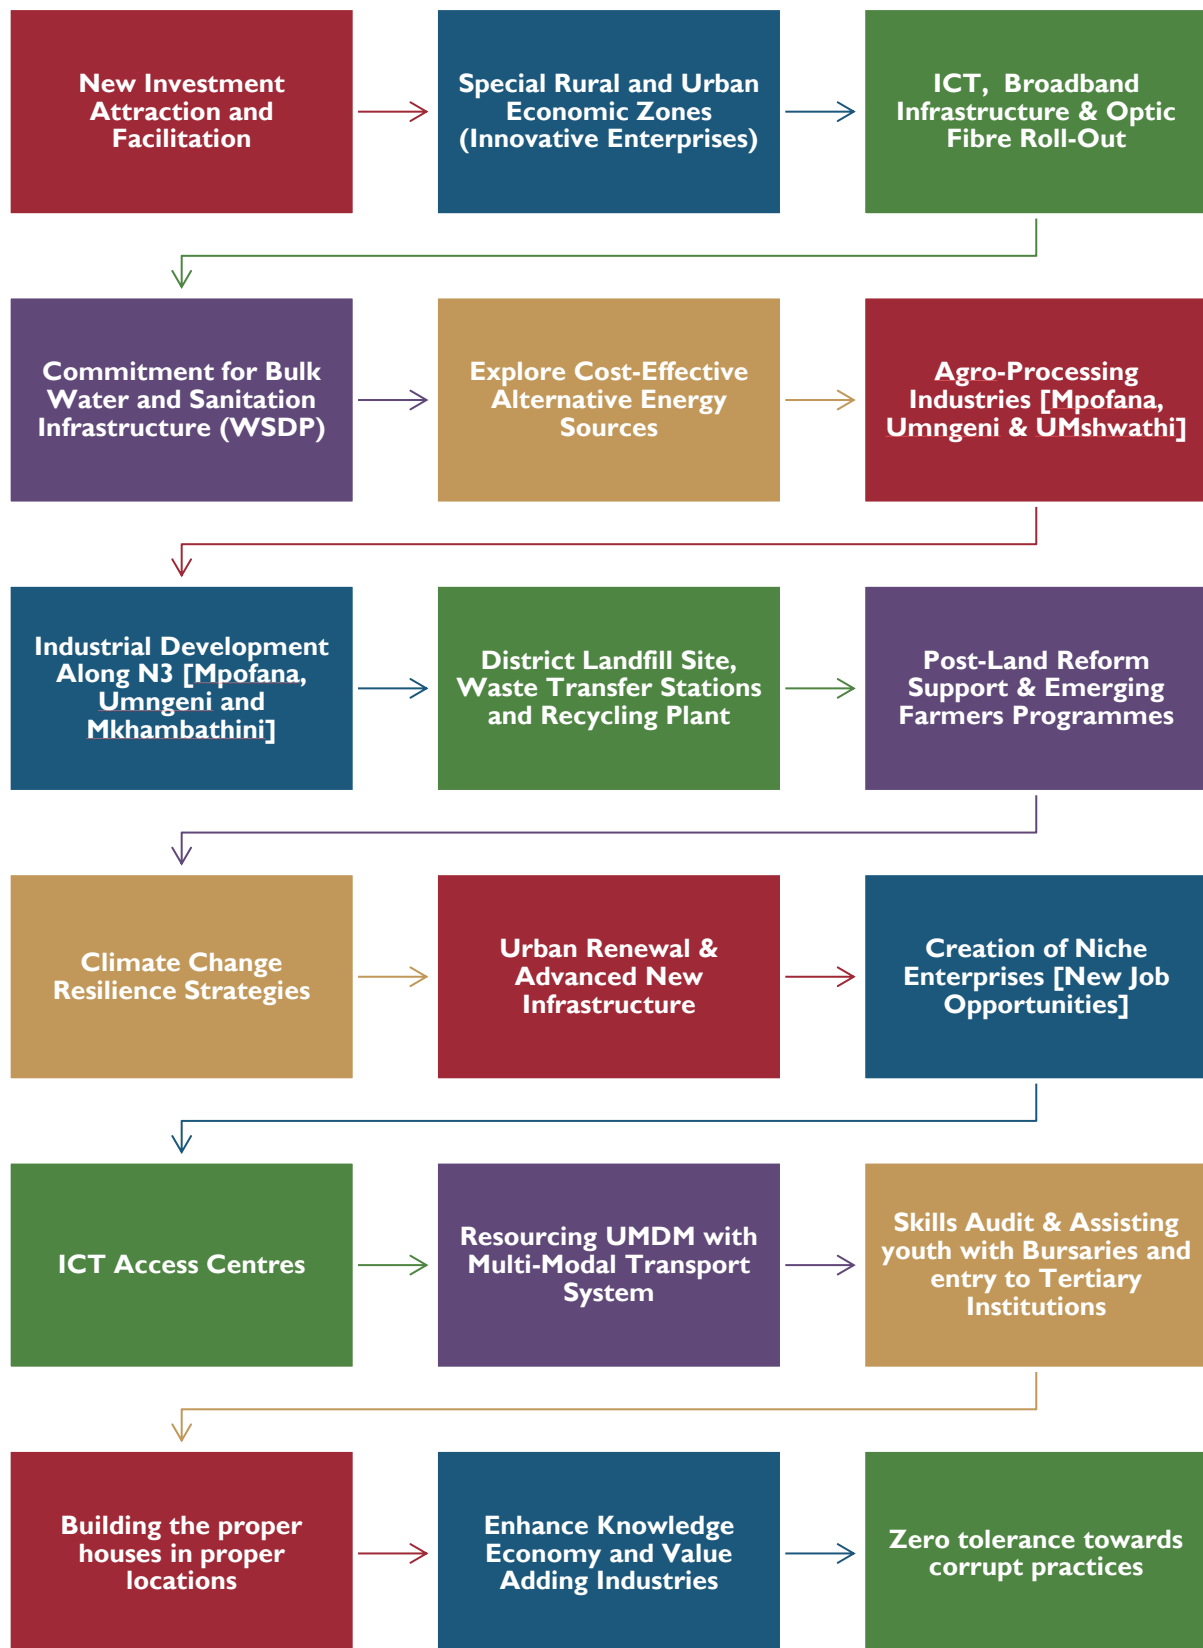 New Investment
Attraction and
Facilitation
Special Rural and Urban
Economic Zones
(Innovative Enterprises)
ICT, Broadband
Infrastructure & Optic
Fibre Roll-Out
Commitment for Bulk
Water and Sanitation
Infrastructure (WSDP)
Explore Cost-Effective
Alternative Energy
Sources
Agro-Processing
Industries [Mpofana,
Umngeni & UMshwathi]
Industrial Development
Along N3 [Mpofana,
Umngeni and
Mkhambathini]
District Landfill Site,
Waste Transfer Stations
and Recycling Plant
Post-Land Reform
Support & Emerging
Farmers Programmes
Climate Change
Resilience Strategies
Urban Renewal &
Advanced New
Infrastructure
Creation of Niche
Enterprises [New Job
Opportunities]
ICT Access Centres
Resourcing UMDM with
Multi-Modal Transport
System
Skills Audit & Assisting
youth with Bursaries and
entry to Tertiary
Institutions
Building the proper
houses in proper
locations
Enhance Knowledge
Economy and Value
Adding Industries
Zero tolerance towards
corrupt practices